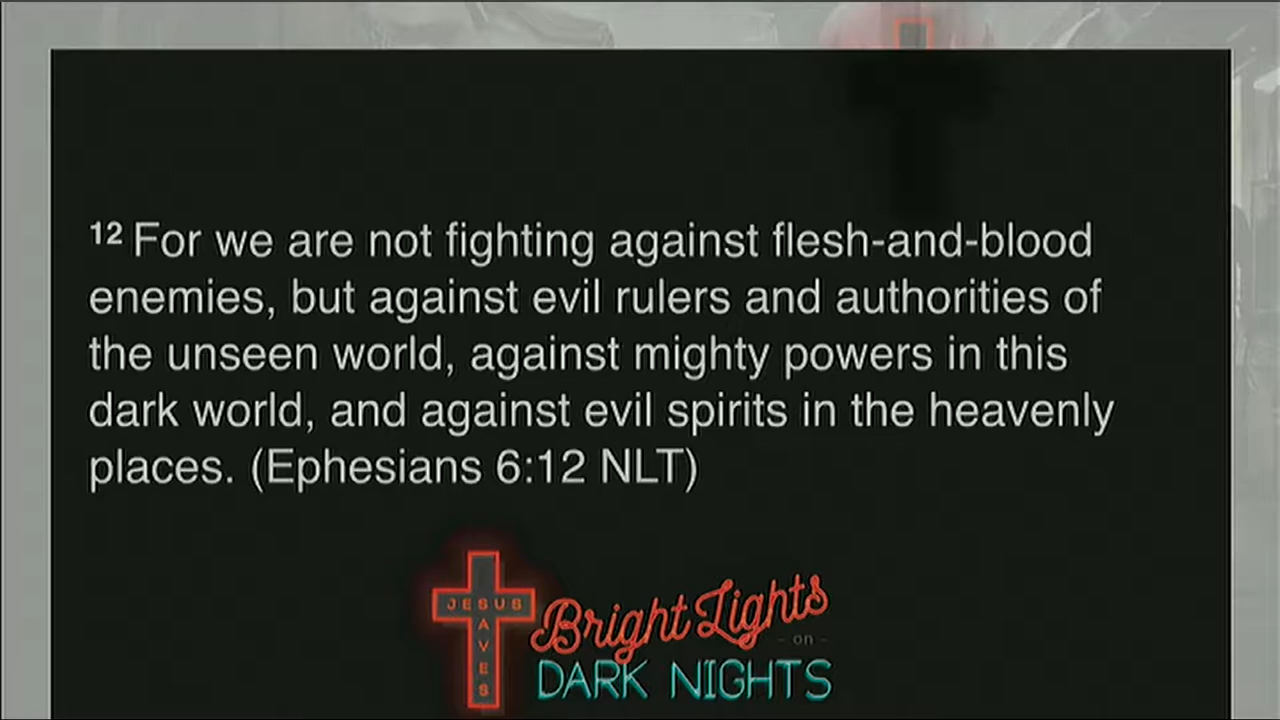 12 For we are not fighting against flesh-and-blood
enemies, but against evil rulers and authorities of
the unseen world, against mighty powers in this
dark world, and against evil spirits in the heavenly
places. (Ephesians 6:12 NLT)
JESUS
SAVES
Bright Lights
- on -
DARK NIGHTS